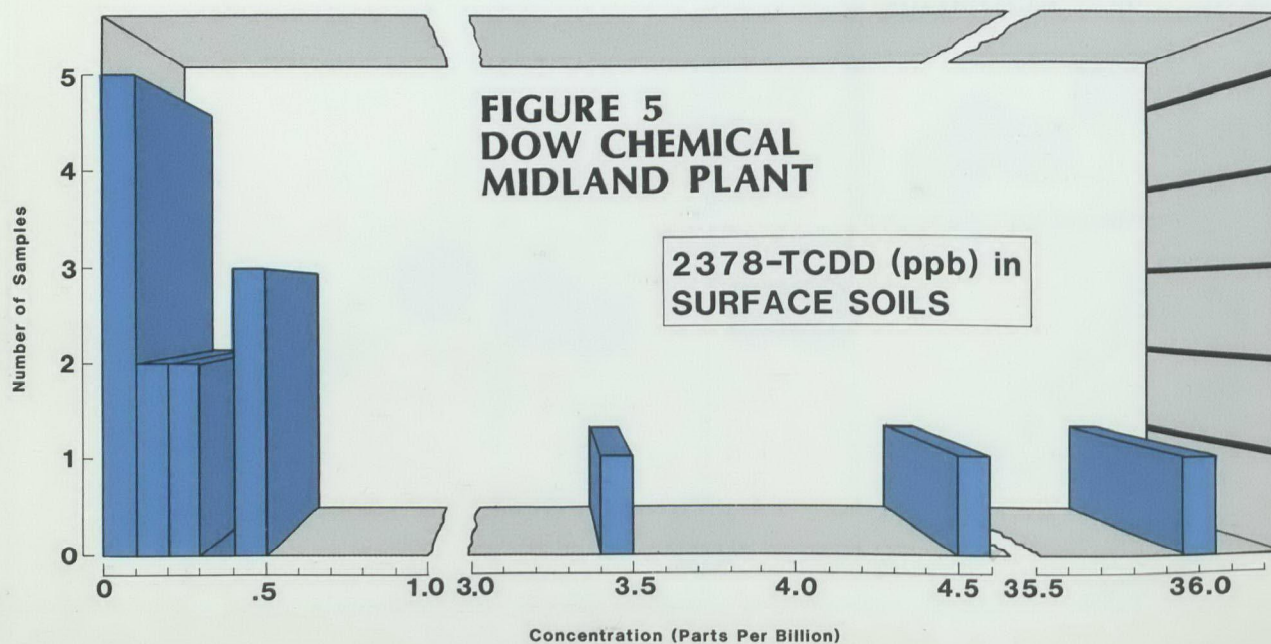 FIGURE 5
DOW CHEMICAL
MIDLAND PLANT
2378-TCDD (ppb) in
SURFACE SOILS
Number of Samples
5
4
3
2
1
0
0 .5 1.0 3.0 3.5 4.0 4.5 35.5 36.0
Concentration (Parts Per Billion)